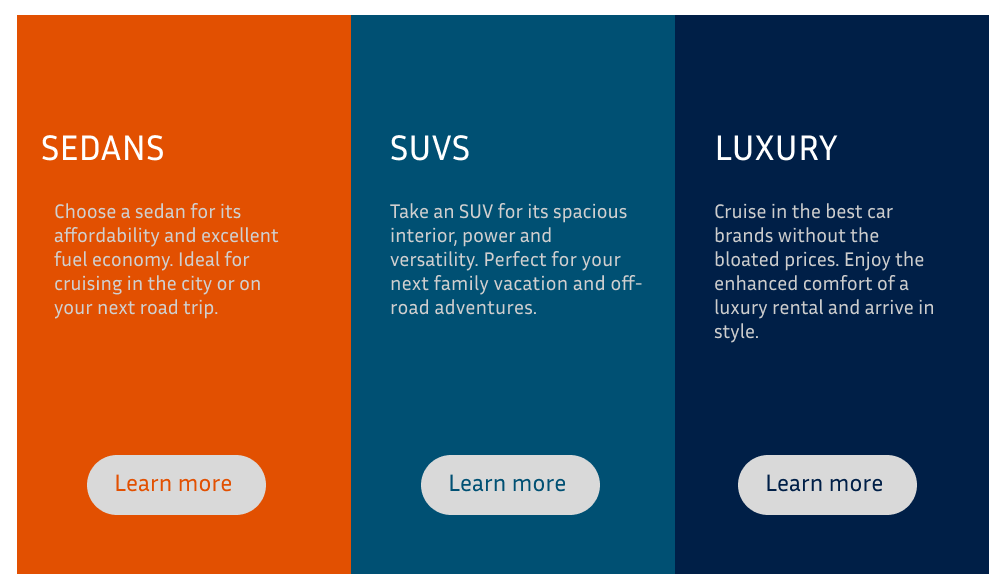 SEDANS
Choose a sedan for its
affordability and excellent
fuel economy. Ideal for
cruising in the city or on
your next road trip.
Learn more
SUVS
Take an SUV for its spacious
interior, power and
versatility. Perfect for your
next family vacation and off-
road adventures.
Learn more
LUXURY
Cruise in the best car
brands without the
bloated prices. Enjoy the
enhanced comfort of a
luxury rental and arrive in
style.
Learn more